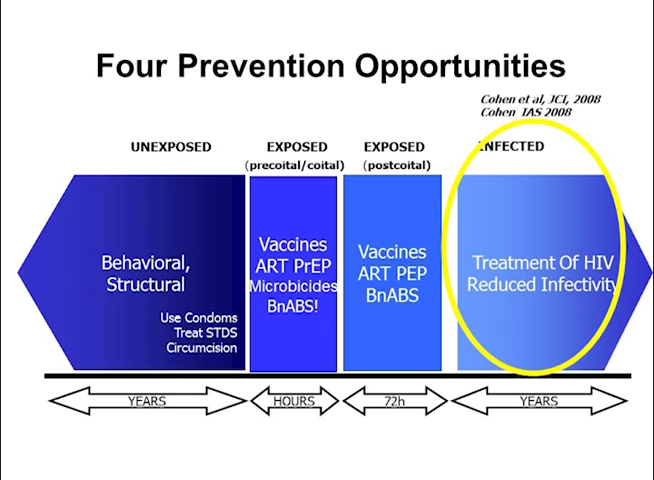 Four Prevention Opportunities
Cohen et al, JCI, 2008
Cohen IAS 2008
UNEXPOSED
EXPOSED
(precoital/coital)
EXPOSED
(postcoital)
INFECTED
Behavioral,
Structural
Use Condoms
Treat STDS
Circumcision
Vaccines
ART PrEP
Microbicides
BnABS!
Vaccines
ART PEP
BnABS
Treatment Of HIV
Reduced Infectivity
YEARS
HOURS
72h
YEARS